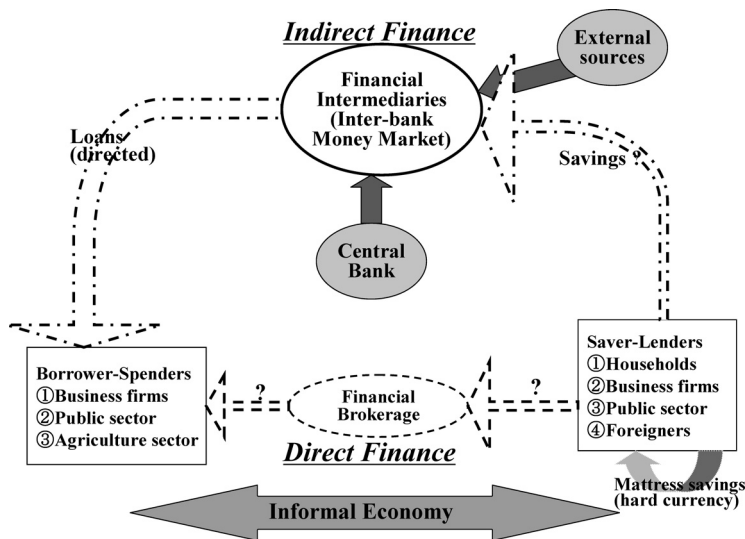 Indirect Finance
External
sources
Financial
Intermediaries
(Inter-bank
Money Market)
Loans
(directed)
Savings ?
Central
Bank
Borrower-Spenders
①Business firms
②Public sector
③Agriculture sector
?
Financial
Brokerage
?
Saver-Lenders
①Households
②Business firms
③Public sector
④Foreigners
Direct Finance
Mattress savings
(hard currency)
Informal Economy